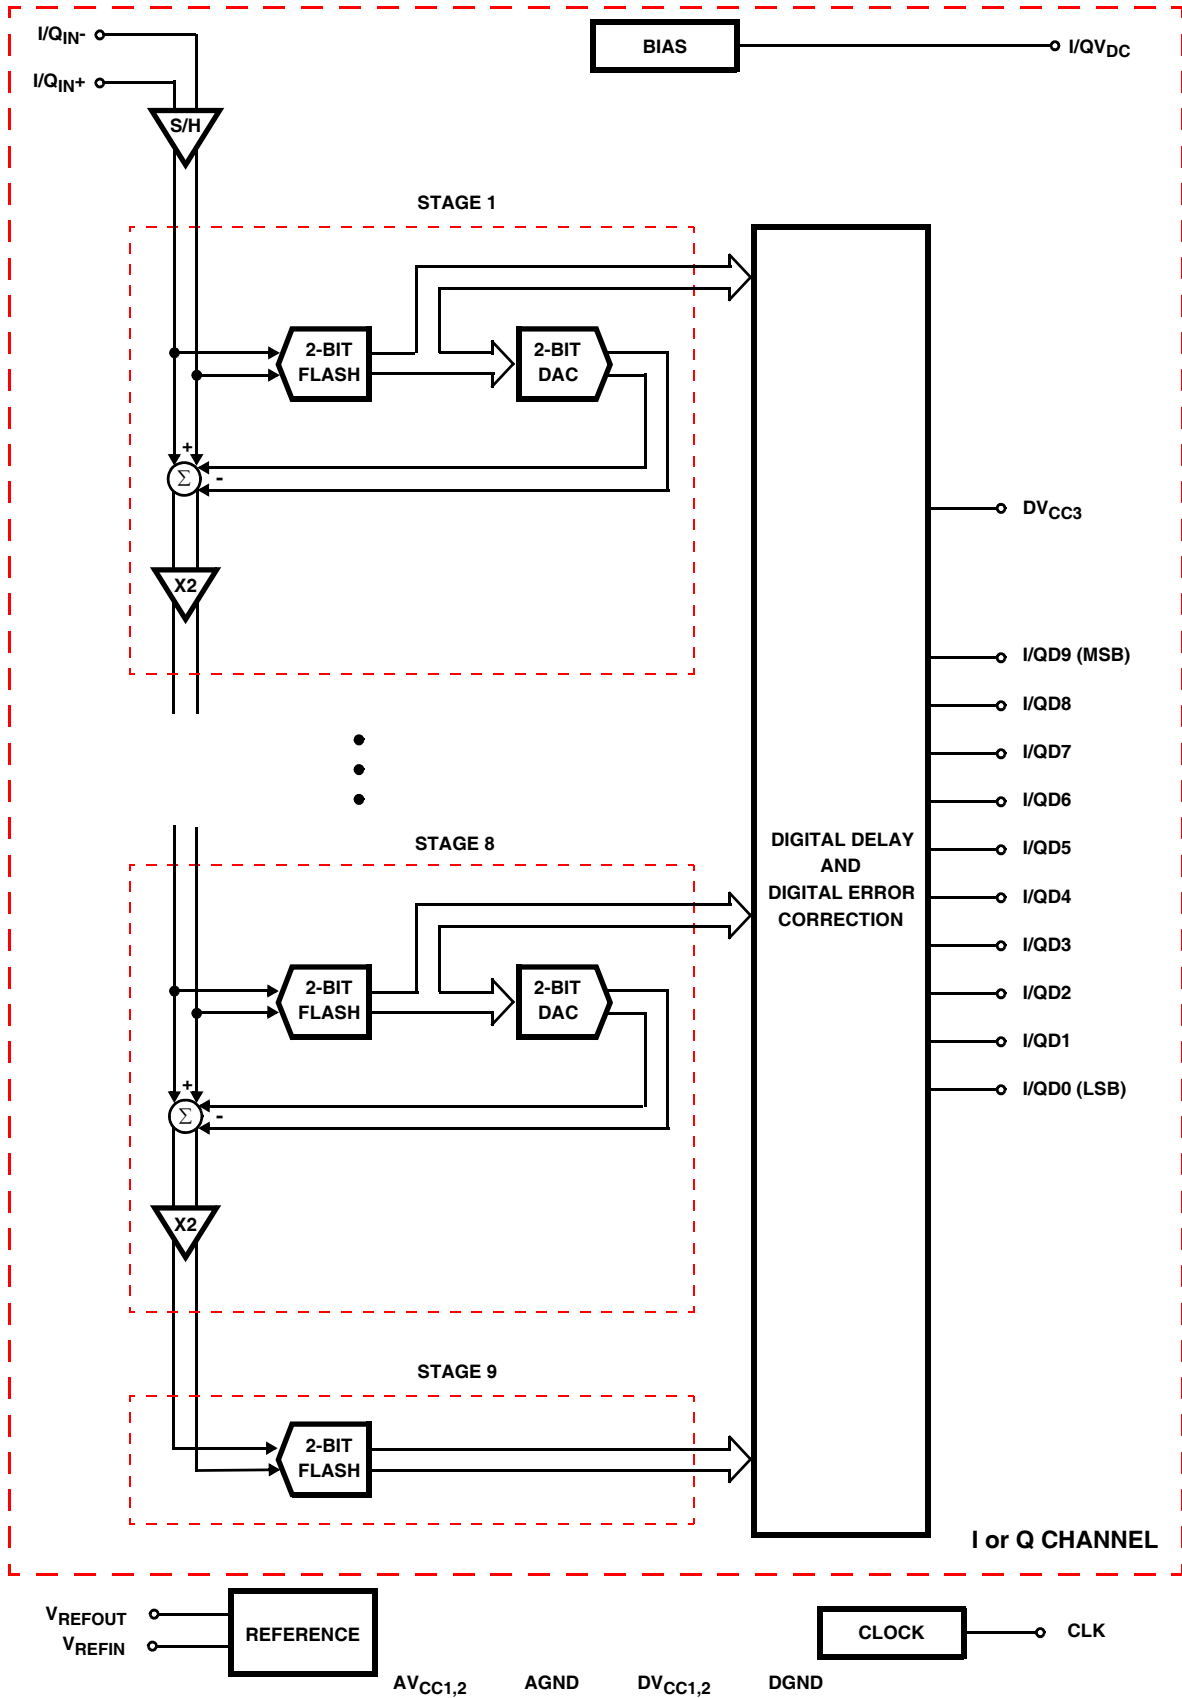 I/QIN-
BIAS
I/QVDC
I/QIN+
S/H
STAGE 1
2-BIT
FLASH
2-BIT
DAC
+
Σ
-
X2
DVCC3
I/QD9 (MSB)
I/QD8
I/QD7
I/QD6
I/QD5
I/QD4
I/QD3
I/QD2
I/QD1
I/QD0 (LSB)
DIGITAL DELAY
AND
DIGITAL ERROR
CORRECTION
STAGE 8
2-BIT
FLASH
2-BIT
DAC
+
Σ
-
X2
STAGE 9
2-BIT
FLASH
I or Q CHANNEL
VREFOUT
VREFIN
REFERENCE
CLOCK
CLK
AVCC1,2 AGND DVCC1,2 DGND